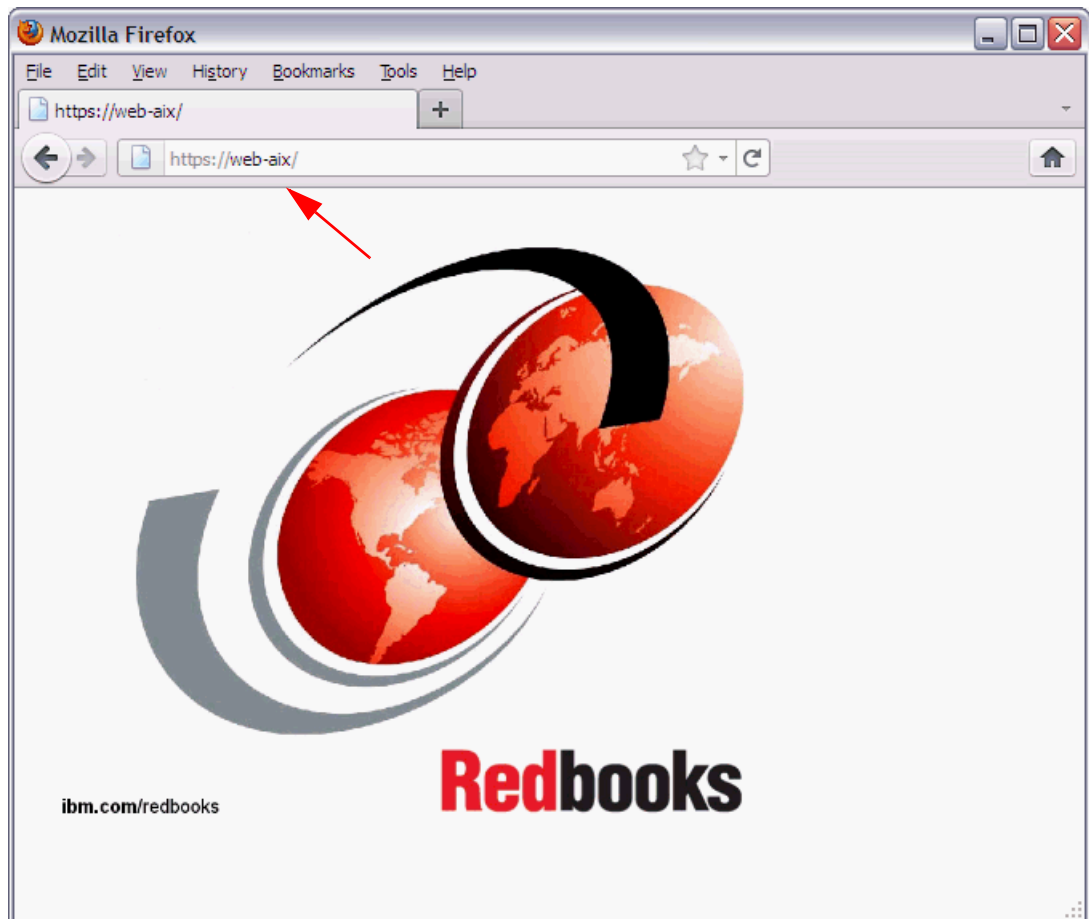 Mozilla Firefox
File Edit View History Bookmarks Tools Help
https://web-aix/
https://web-aix/
Redbooks
ibm.com/redbooks